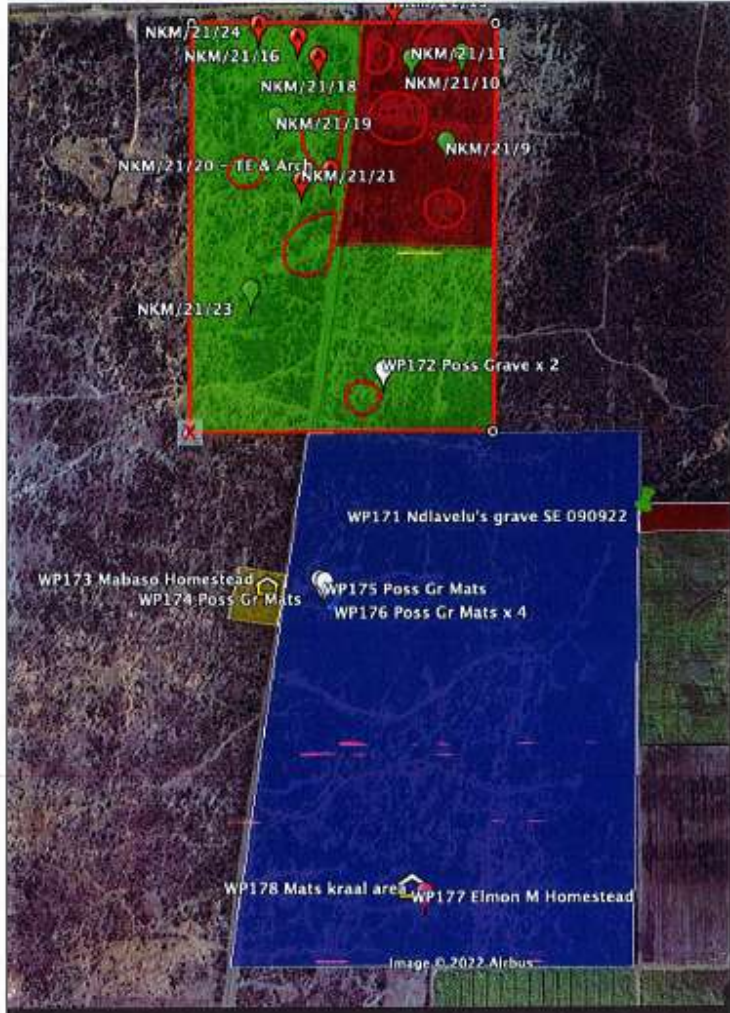 NKM/21/24
NKM/21/16
NKM/21/11
NKM/21/18
NKM/21/10
NKM/21/19
NKM/21/9
NKM/21/20 - TE & Arch
NKM/21/21
NKM/21/23
WP172 Poss Grave x 2
X
WP171 Ndlavelu's grave SE 090922
WP173 Mabaso Homestead
WP174 Poss Gr Mats
WP175 Poss Gr Mats
WP176 Poss Gr Mats x 4
WP178 Mats kraal area
WP177 Elmon M Homestead
Image © 2022 Airbus